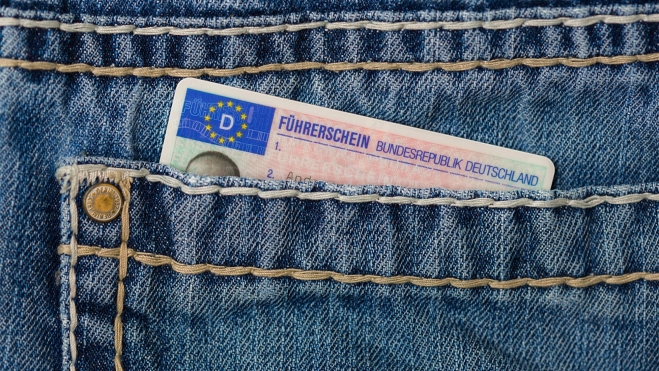 D
FÜHRERSCHEIN BUNDESREPUBLIK DEUTSCHLAND
1.
2.